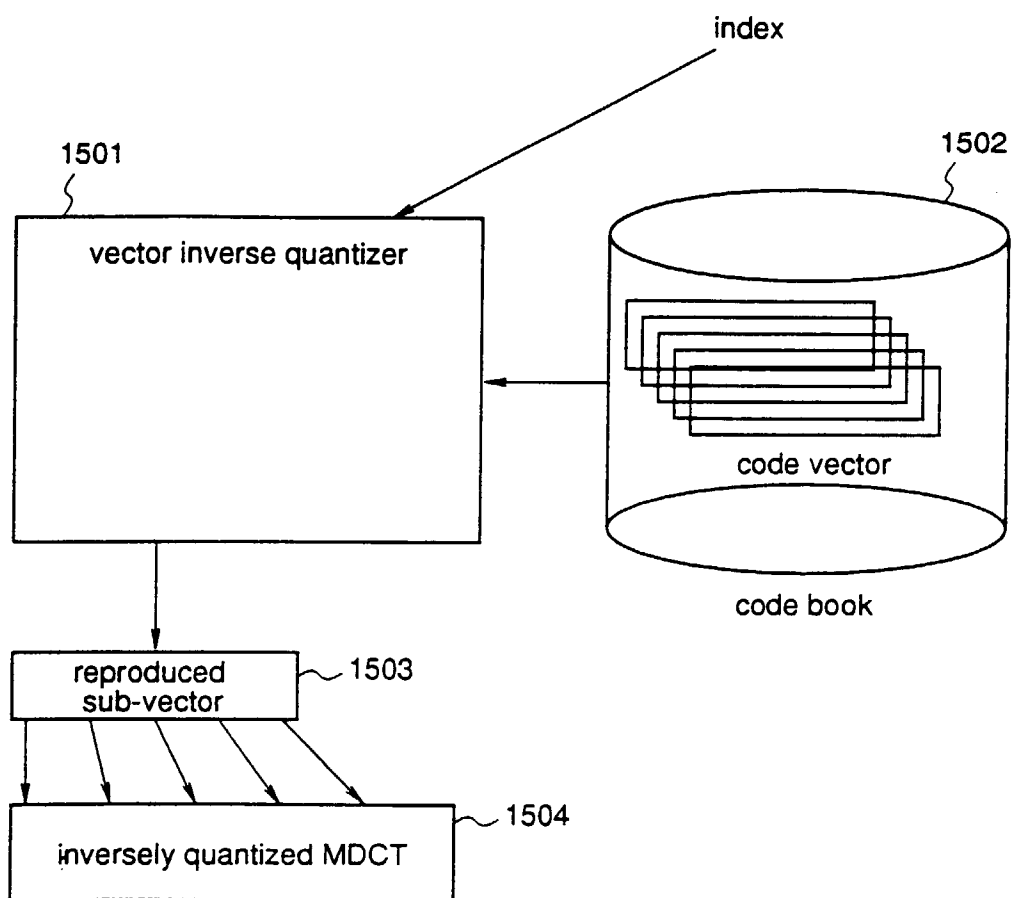 index
1501
1502
vector inverse quantizer
code vector
code book
reproduced
sub-vector
1503
1504
inversely quantized MDCT